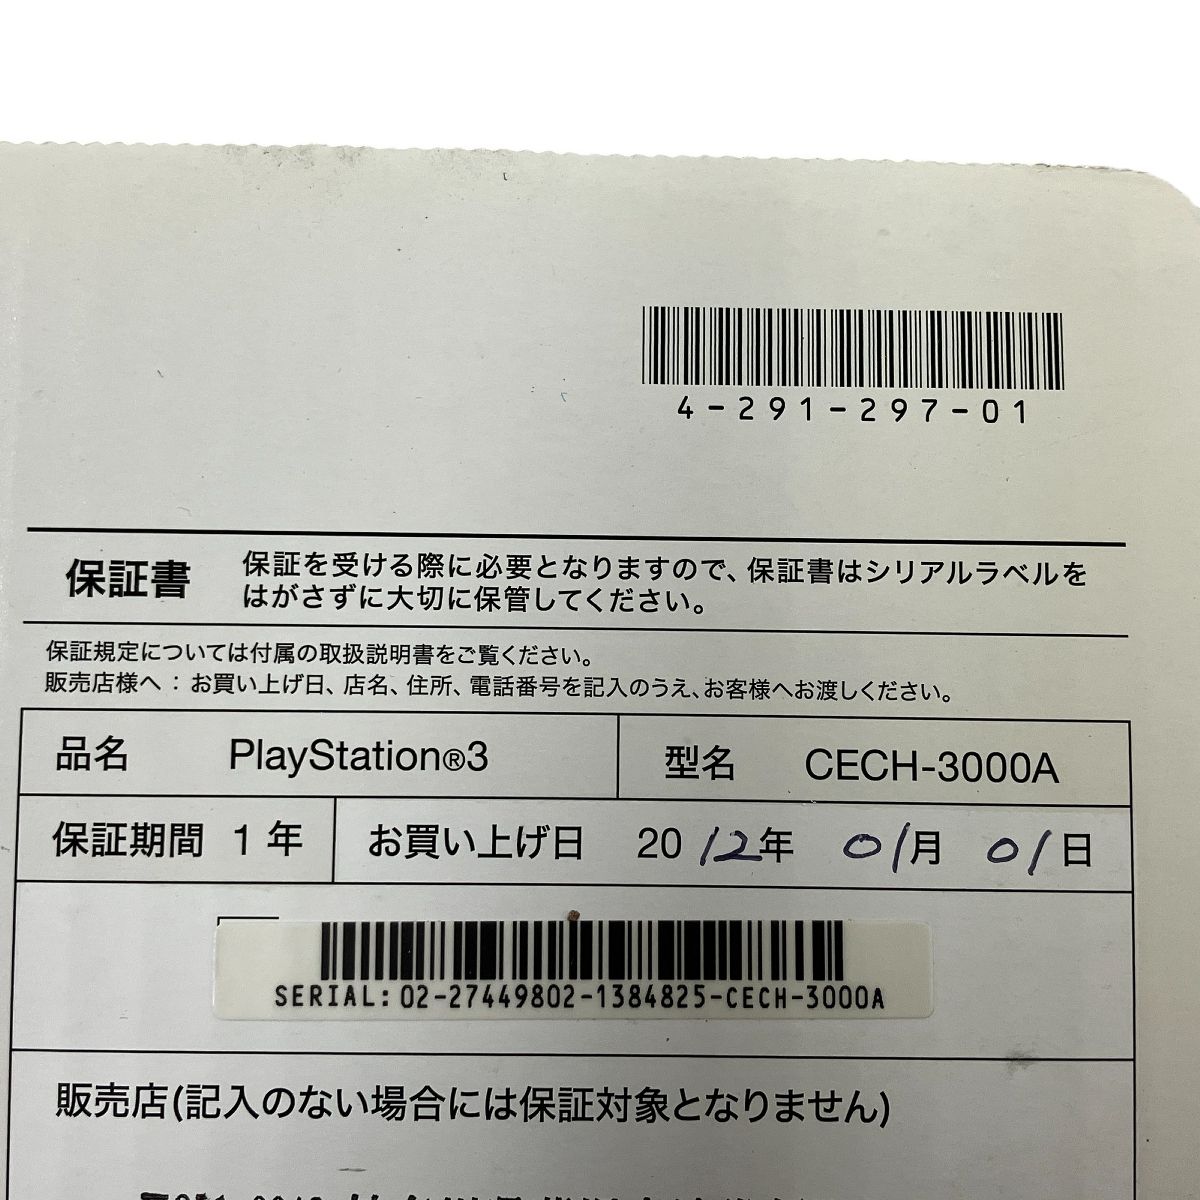 4-291-297-01
保証書 保証を受ける際に必要となりますので、保証書はシリアルラベルを
はがさずに大切に保管してください。
保証規定については付属の取扱説明書をご覧ください。
販売店様へ：お買い上げ日、店名、住所、電話番号を記入のうえ、お客様へお渡しください。
品名 PlayStation®3 型名 CECH-3000A
保証期間 1年 お買い上げ日 2012年 01月 01日
SERIAL: 02-27449802-1384825-CECH-3000A
販売店(記入のない場合には保証対象となりません)